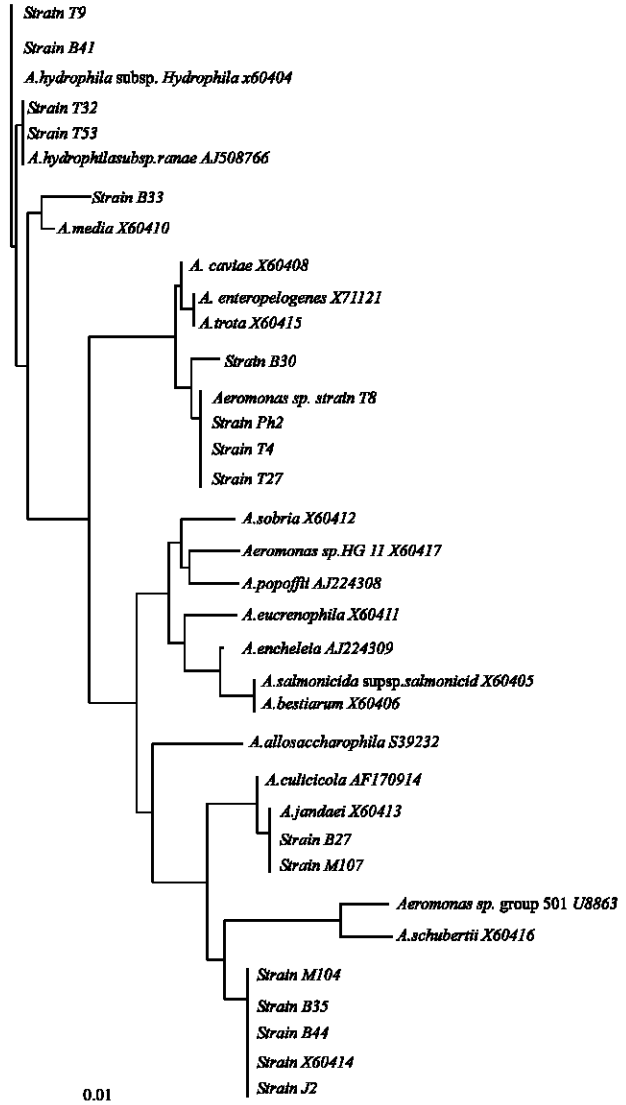 Strain T9
Strain B41
A.hydrophila subsp. Hydrophila x60404
Strain T32
Strain T53
A.hydrophilasubsp.ranae AJ508766
Strain B33
A.media X60410
A. caviae X60408
A. enteropelogenes X71121
A.trota X60415
Strain B30
Aeromonas sp. strain T8
Strain Ph2
Strain T4
Strain T27
A.sobria X60412
Aeromonas sp.HG 11 X60417
A.popoffii AJ224308
A.eucrenophila X60411
A.encheleia AJ224309
A.salmonicida supsp.salmonicid X60405
A.bestiarum X60406
A.allosaccharophila S39232
A.culicicola AF170914
A.jandaei X60413
Strain B27
Strain M107
Aeromonas sp. group 501 U8863
A.schubertii X60416
Strain M104
Strain B35
Strain B44
Strain X60414
Strain J2
0.01